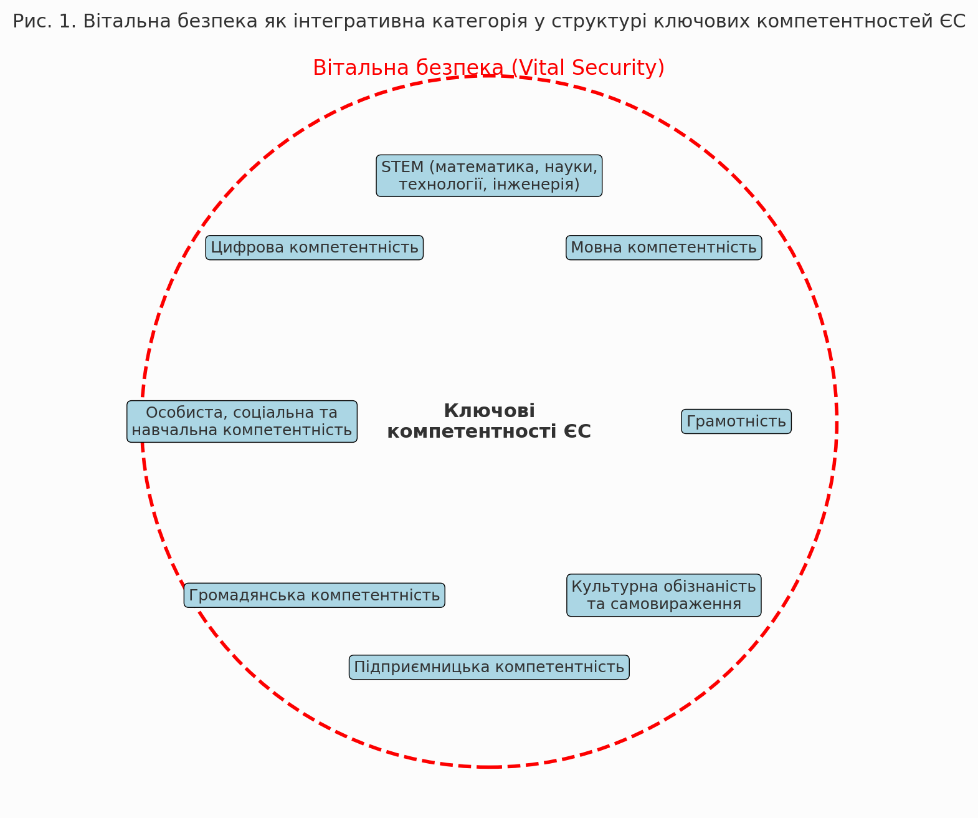 Рис. 1. Вітальна безпека як інтегративна категорія у структурі ключових компетентностей ЄС
Вітальна безпека (Vital Security)
STEM (математика, науки,
технології, інженерія)
Цифрова компетентність
Мовна компетентність
Особиста, соціальна та
навчальна компетентність
Ключові
компетентності ЄС
Грамотність
Громадянська компетентність
Культурна обізнаність
та самовираження
Підприємницька компетентність